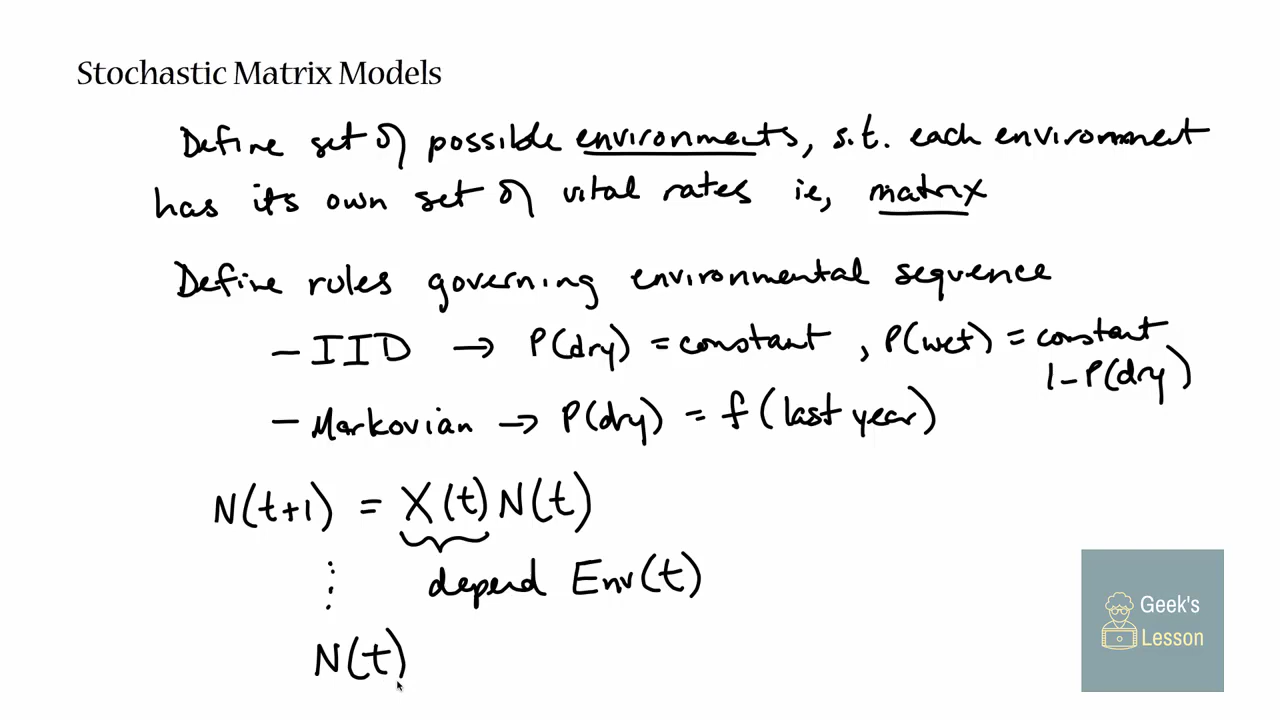 Stochastic Matrix Models
Define set of possible environments, s.t. each environment
has its own set of vital rates ie, matrix
Define rules governing environmental sequence
– IID → P(dry) = constant, P(wet) = constant
1 – P(dry)
– Markovian → P(dry) = f(last year)
N(t+1) = X(t) N(t)
⋮ depend Env(t)
N(t)
Geek's
Lesson